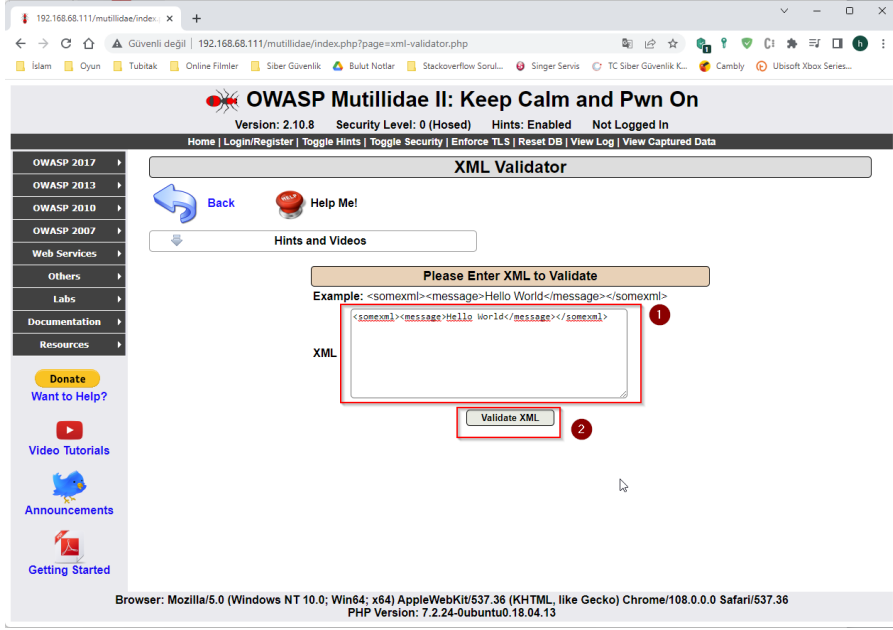 192.168.68.111/mutillidae/index.
Güvenli değil | 192.168.68.111/mutillidae/index.php?page=xml-validator.php
h
İslam Oyun Tubitak Online Filmler Siber Güvenlik Bulut Notlar Stackoverflow Sorul... Singer Servis TC Siber Güvenlik K... Cambly Ubisoft Xbox Series...
OWASP Mutillidae II: Keep Calm and Pwn On
Version: 2.10.8 Security Level: 0 (Hosed) Hints: Enabled Not Logged In
Home | Login/Register | Toggle Hints | Toggle Security | Enforce TLS | Reset DB | View Log | View Captured Data
OWASP 2017
OWASP 2013
OWASP 2010
OWASP 2007
Web Services
Others
Labs
Documentation
Resources
Donate
Want to Help?
Video Tutorials
Announcements
Getting Started
XML Validator
Back
HELP
Help Me!
Hints and Videos
Please Enter XML to Validate
Example: <somexml><message>Hello World</message></somexml>
XML
<somexml><message>Hello World</message></somexml>
1
Validate XML
2
Browser: Mozilla/5.0 (Windows NT 10.0; Win64; x64) AppleWebKit/537.36 (KHTML, like Gecko) Chrome/108.0.0.0 Safari/537.36
PHP Version: 7.2.24-0ubuntu0.18.04.13